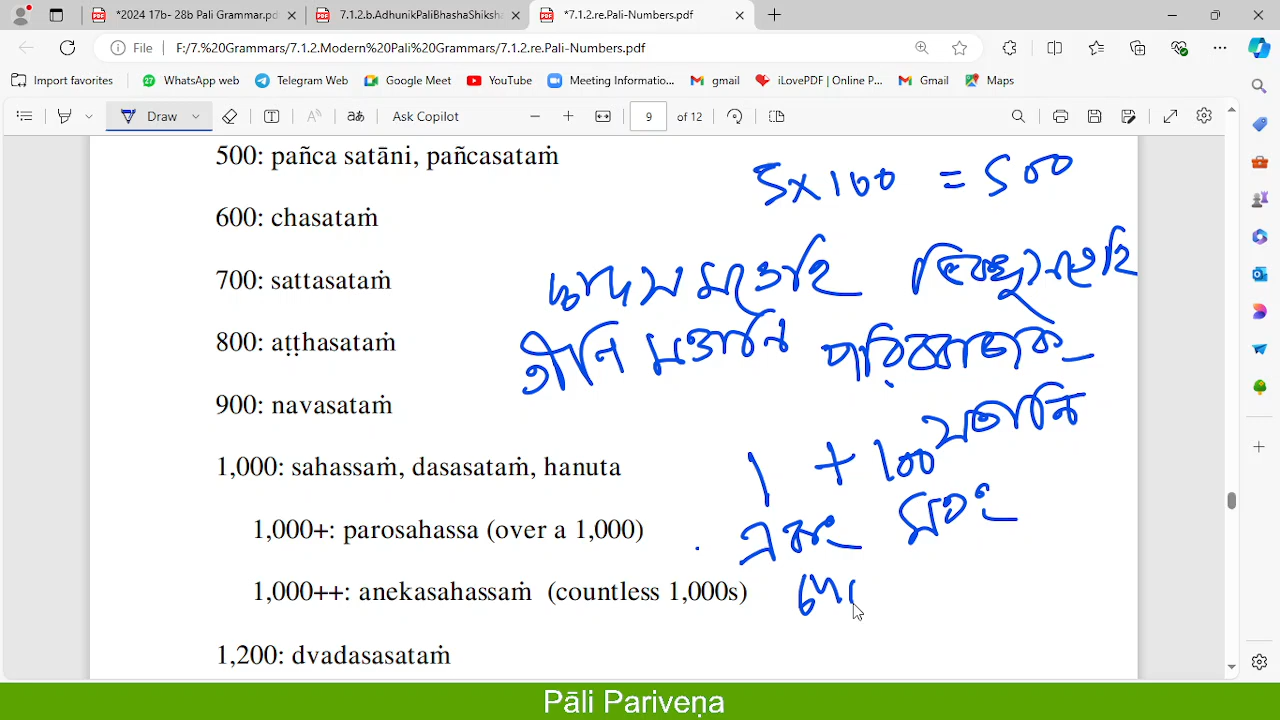 *2024 17b- 28b Pali Grammar.pd
7.1.2.b.AdhunikPaliBhashaShiksha
*7.1.2.re.Pali-Numbers.pdf
File F:/7.%20Grammars/7.1.2.Modern%20Pali%20Grammars/7.1.2.re.Pali-Numbers.pdf
Import favorites WhatsApp web Telegram Web Google Meet YouTube Meeting Informatio... gmail iLovePDF | Online P... Gmail Maps
Draw Ask Copilot 9 of 12
500: pañca satāni, pañcasataṁ
5x100 = 500
600: chasataṁ
700: sattasataṁ
800: aṭṭhasataṁ
900: navasataṁ
1,000: sahassaṁ, dasasataṁ, hanuta
1 + 100
1,000+: parosahassa (over a 1,000)
1,000++: anekasahassaṁ (countless 1,000s)
1,200: dvadasasataṁ
Pāli Pariveṇa